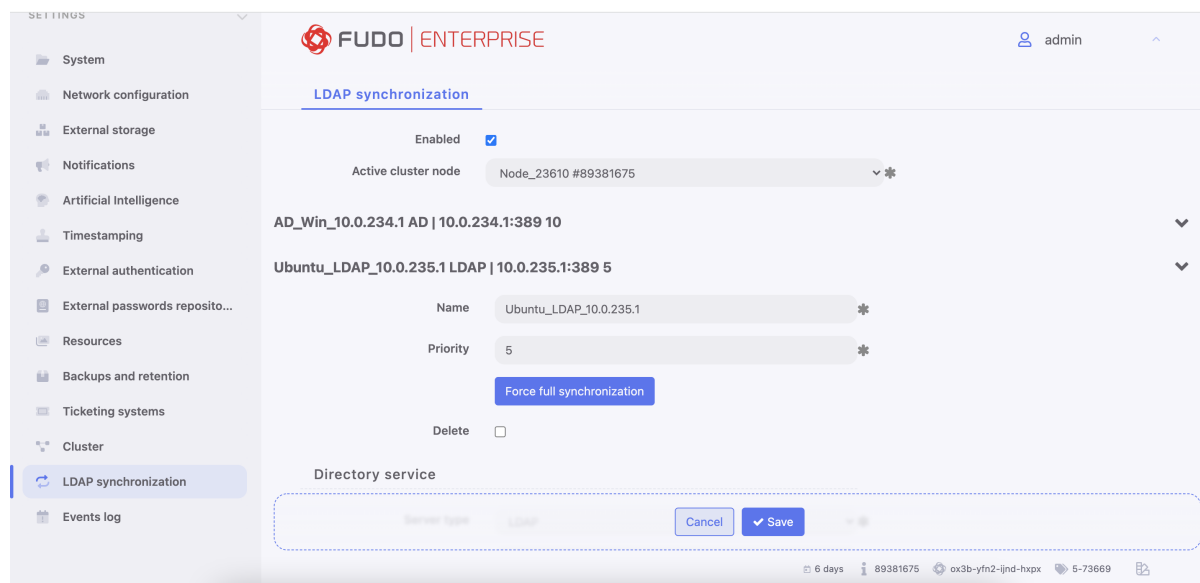 SETTINGS
System
Network configuration
External storage
Notifications
Artificial Intelligence
Timestamping
External authentication
External passwords reposito...
Resources
Backups and retention
Ticketing systems
Cluster
LDAP synchronization
Events log
FUDO | ENTERPRISE
admin
LDAP synchronization
Enabled
Active cluster node Node_23610 #89381675 ✱
AD_Win_10.0.234.1 AD | 10.0.234.1:389 10
Ubuntu_LDAP_10.0.235.1 LDAP | 10.0.235.1:389 5
Name Ubuntu_LDAP_10.0.235.1 ✱
Priority 5 ✱
Force full synchronization
Delete
Directory service
Server type LDAP
Cancel ✔ Save
6 days 89381675 ox3b-yfn2-ijnd-hxpx 5-73669